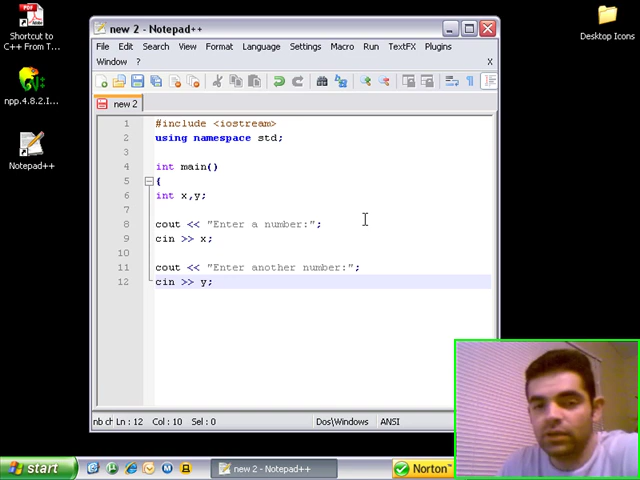 Shortcut to
C++ From T...
npp.4.8.2.I...
Notepad++
Desktop Icons
new 2 - Notepad++
File Edit Search View Format Language Settings Macro Run TextFX Plugins
Window ? X
new 2
1 #include <iostream>
2 using namespace std;
3
4 int main()
5 {
6 int x,y;
7
8 cout << "Enter a number:";
9 cin >> x;
10
11 cout << "Enter another number:";
12 cin >> y;
nb ch Ln : 12 Col : 10 Sel : 0 Dos\Windows ANSI
start
new 2 - Notepad++
Norton™